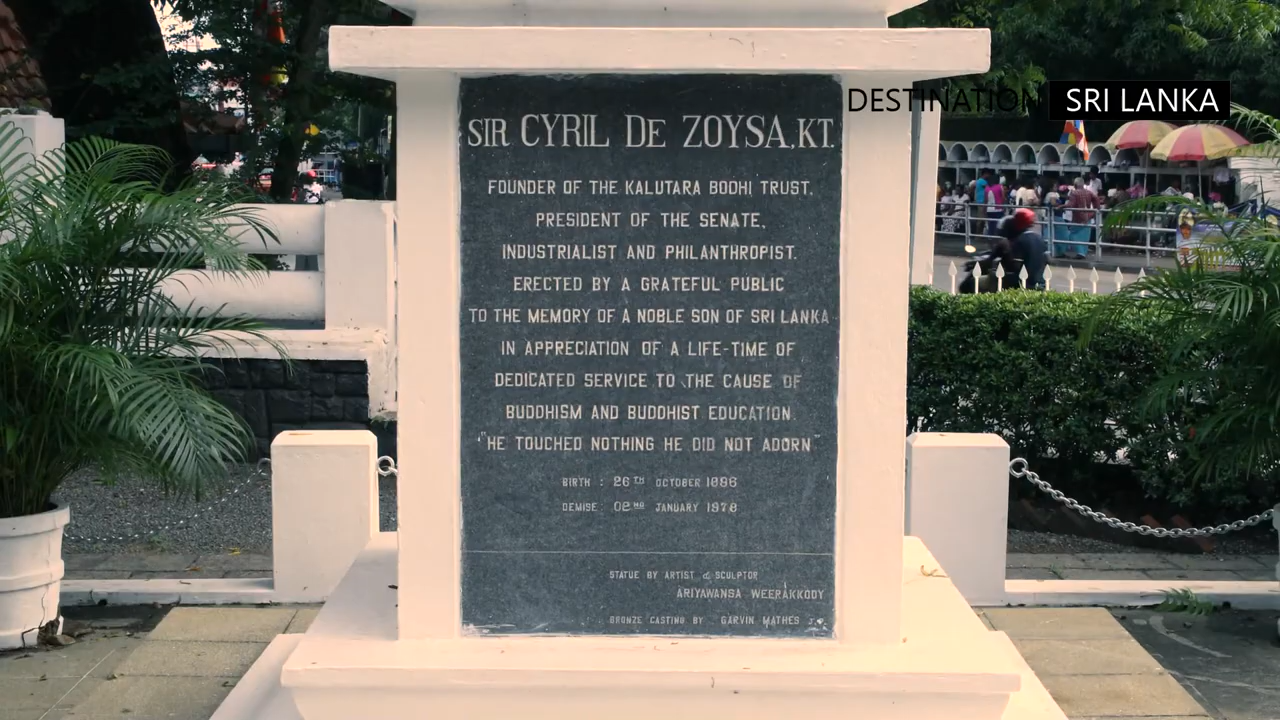 DESTINATION SRI LANKA
SIR CYRIL DE ZOYSA, KT.
FOUNDER OF THE KALUTARA BODHI TRUST,
PRESIDENT OF THE SENATE,
INDUSTRIALIST AND PHILANTHROPIST.
ERECTED BY A GRATEFUL PUBLIC
TO THE MEMORY OF A NOBLE SON OF SRI LANKA
IN APPRECIATION OF A LIFE-TIME OF
DEDICATED SERVICE TO THE CAUSE OF
BUDDHISM AND BUDDHIST EDUCATION.
"HE TOUCHED NOTHING HE DID NOT ADORN"
BIRTH : 26TH OCTOBER 1896
DEMISE : 02ND JANUARY 1978
STATUE BY ARTIST & SCULPTOR
ARIYAWANSA WEERAKKODY
BRONZE CASTING BY GARVIN MATHES J.P.